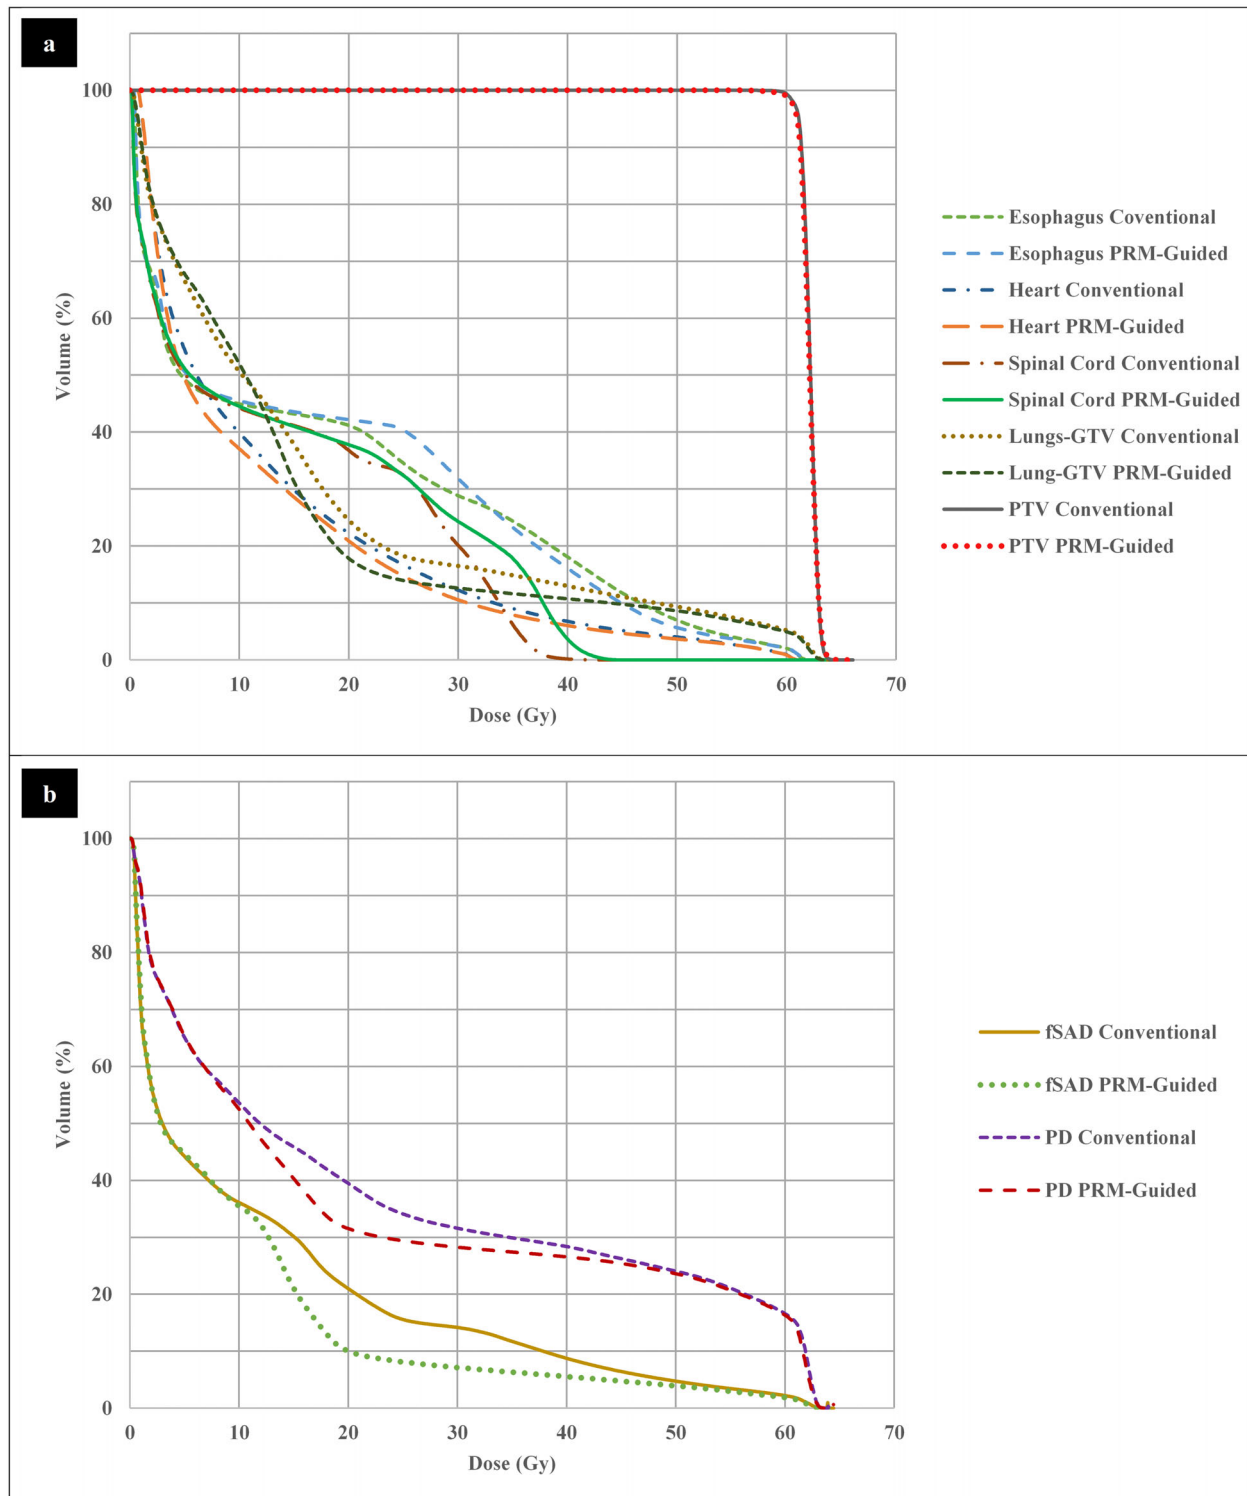 a
100
80
60
40
20
0
Volume (%)
0 10 20 30 40 50 60 70
Dose (Gy)
Esophagus Coventional
Esophagus PRM-Guided
Heart Conventional
Heart PRM-Guided
Spinal Cord Conventional
Spinal Cord PRM-Guided
Lungs-GTV Conventional
Lung-GTV PRM-Guided
PTV Conventional
PTV PRM-Guided
b
100
80
60
40
20
0
Volume (%)
0 10 20 30 40 50 60 70
Dose (Gy)
fSAD Conventional
fSAD PRM-Guided
PD Conventional
PD PRM-Guided